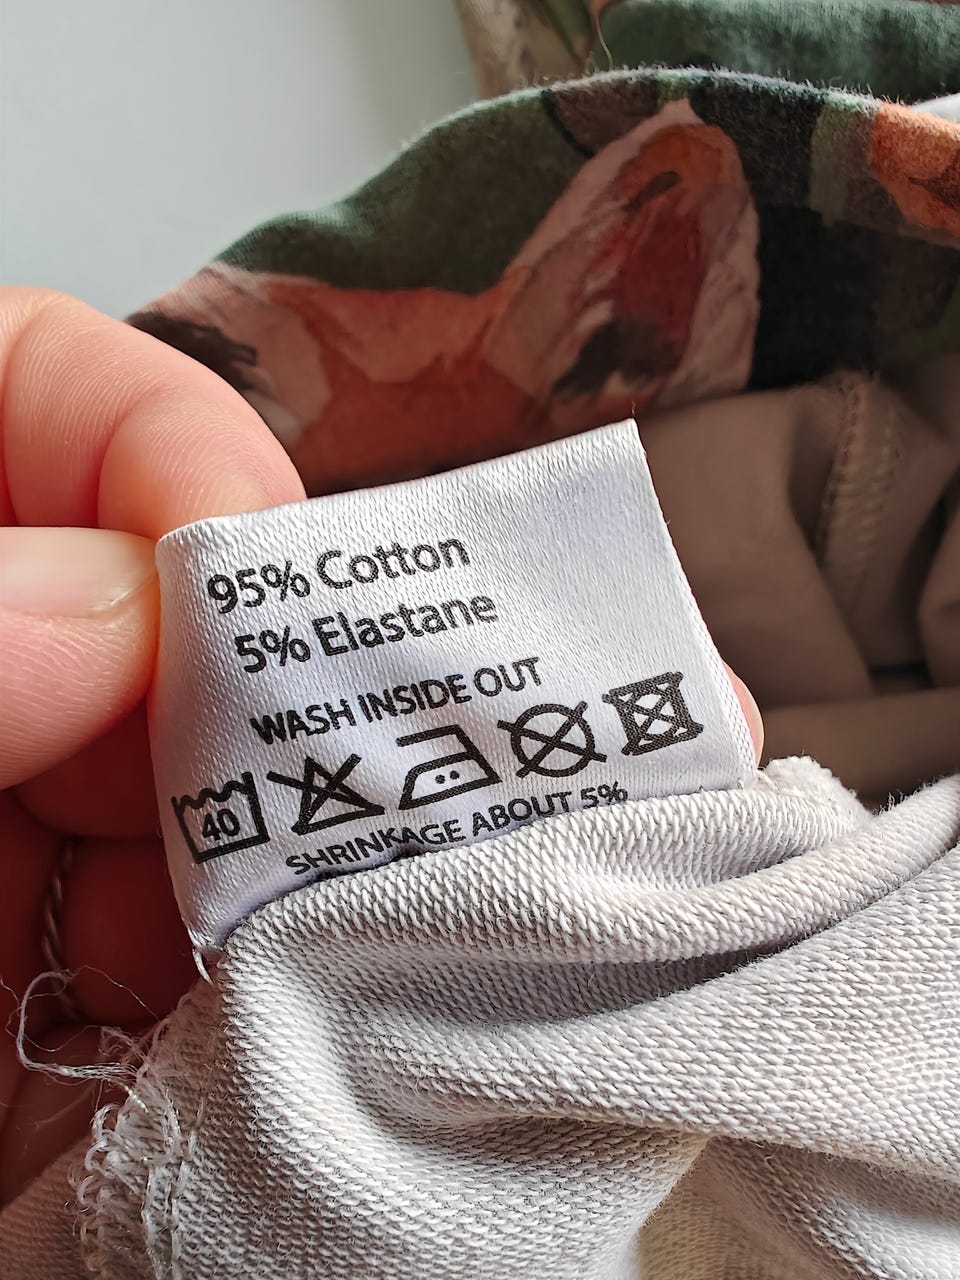 95% Cotton
5% Elastane
WASH INSIDE OUT
40
SHRINKAGE ABOUT 5%